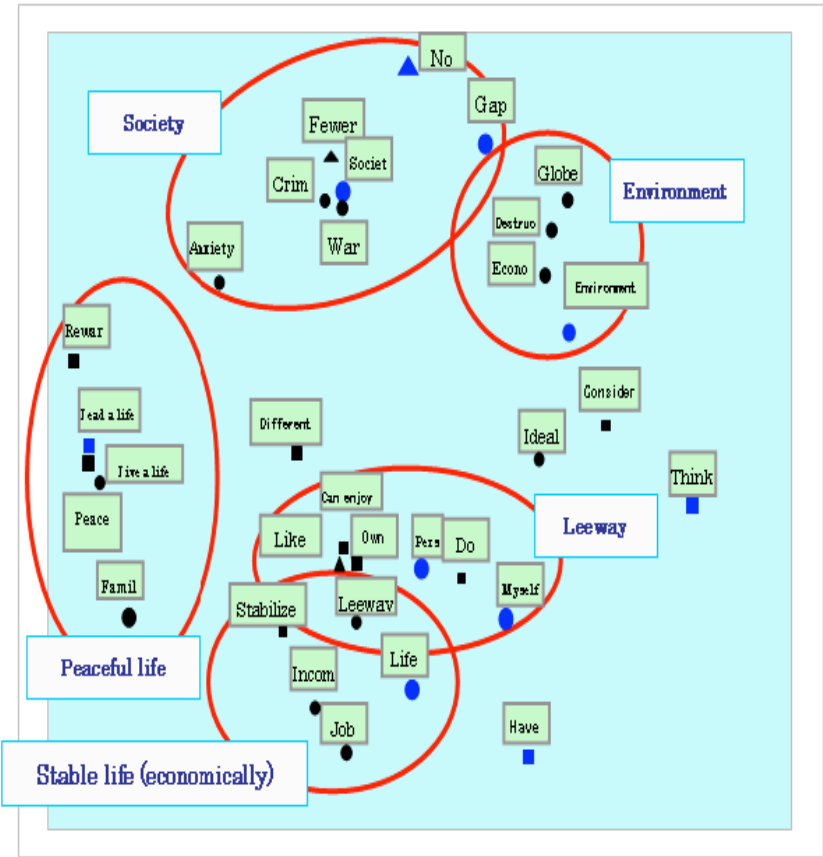 No
Gap
Society
Fewer
Societ
Crim
Globe
Environment
Destruo
War
Anxiety
Econo
Environment
Rewar
Consider
Lead a life
Different
Ideal
Live a life
Think
Can enjoy
Peace
Like
Own
Pers
Do
Leeway
Famil
Myself
Stabilize
Leeway
Life
Peaceful life
Incom
Job
Have
Stable life (economically)